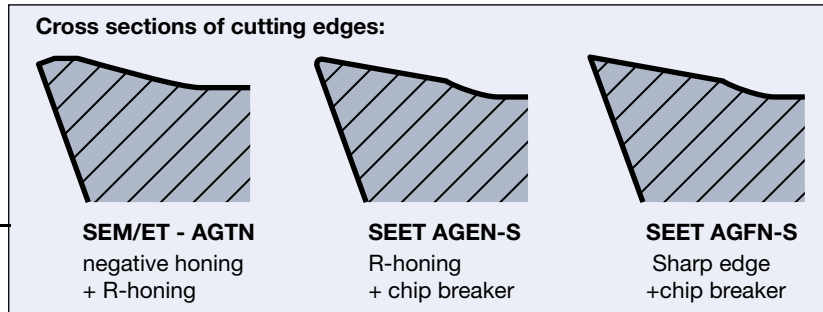 Cross sections of cutting edges:
SEM/ET - AGTN
negative honing
+ R-honing
SEET AGEN-S
R-honing
+ chip breaker
SEET AGFN-S
Sharp edge
+chip breaker